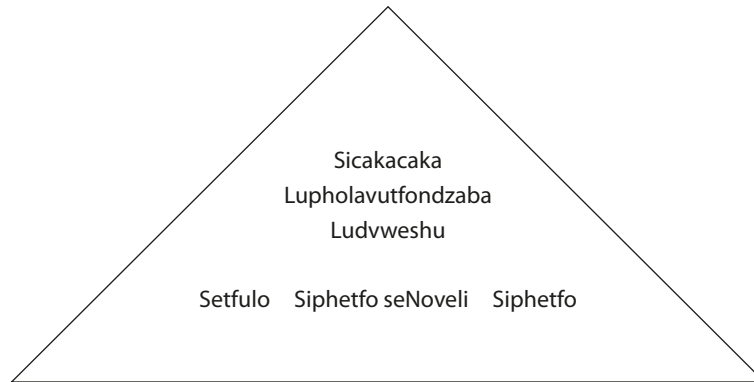 Sicakacaka
Lupholavutfondzaba
Ludvweshu
Setfulo Siphetfo seNoveli Siphetfo